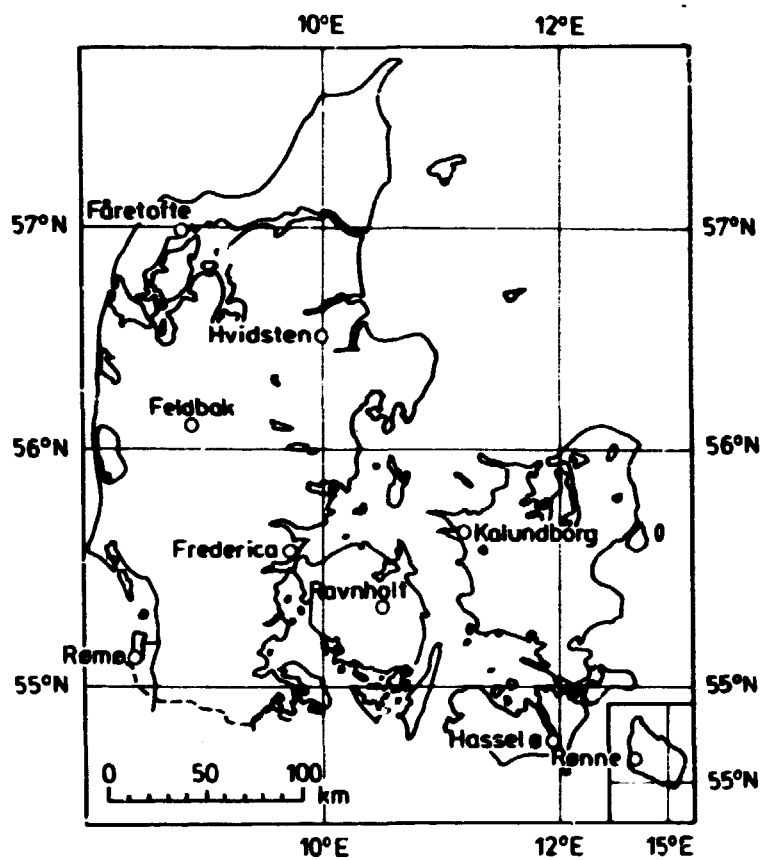 10°E 12°E
Fåretofte
57°N 57°N
Hvidsten
Feldbak
56°N 56°N
Kalundborg
Frederica
Ravnholt
Rømø
55°N 55°N
Hassel ø
Rønne
55°N
0 50 100
km
10°E 12°E 15°E